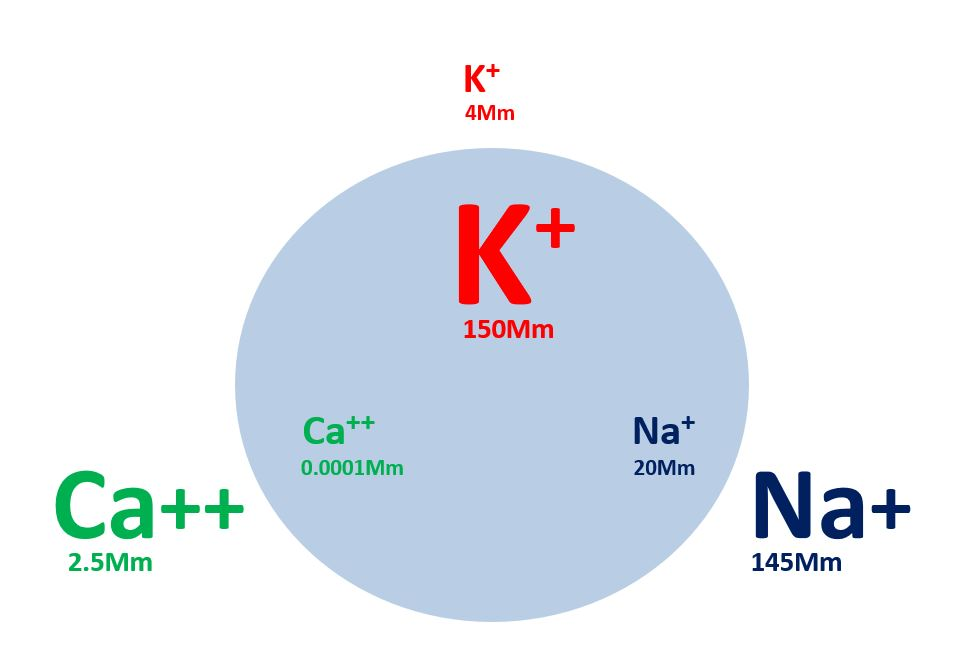 K⁺
4Mm
K⁺
150Mm
Ca⁺⁺
0.0001Mm
Na⁺
20Mm
Ca++
2.5Mm
Na+
145Mm